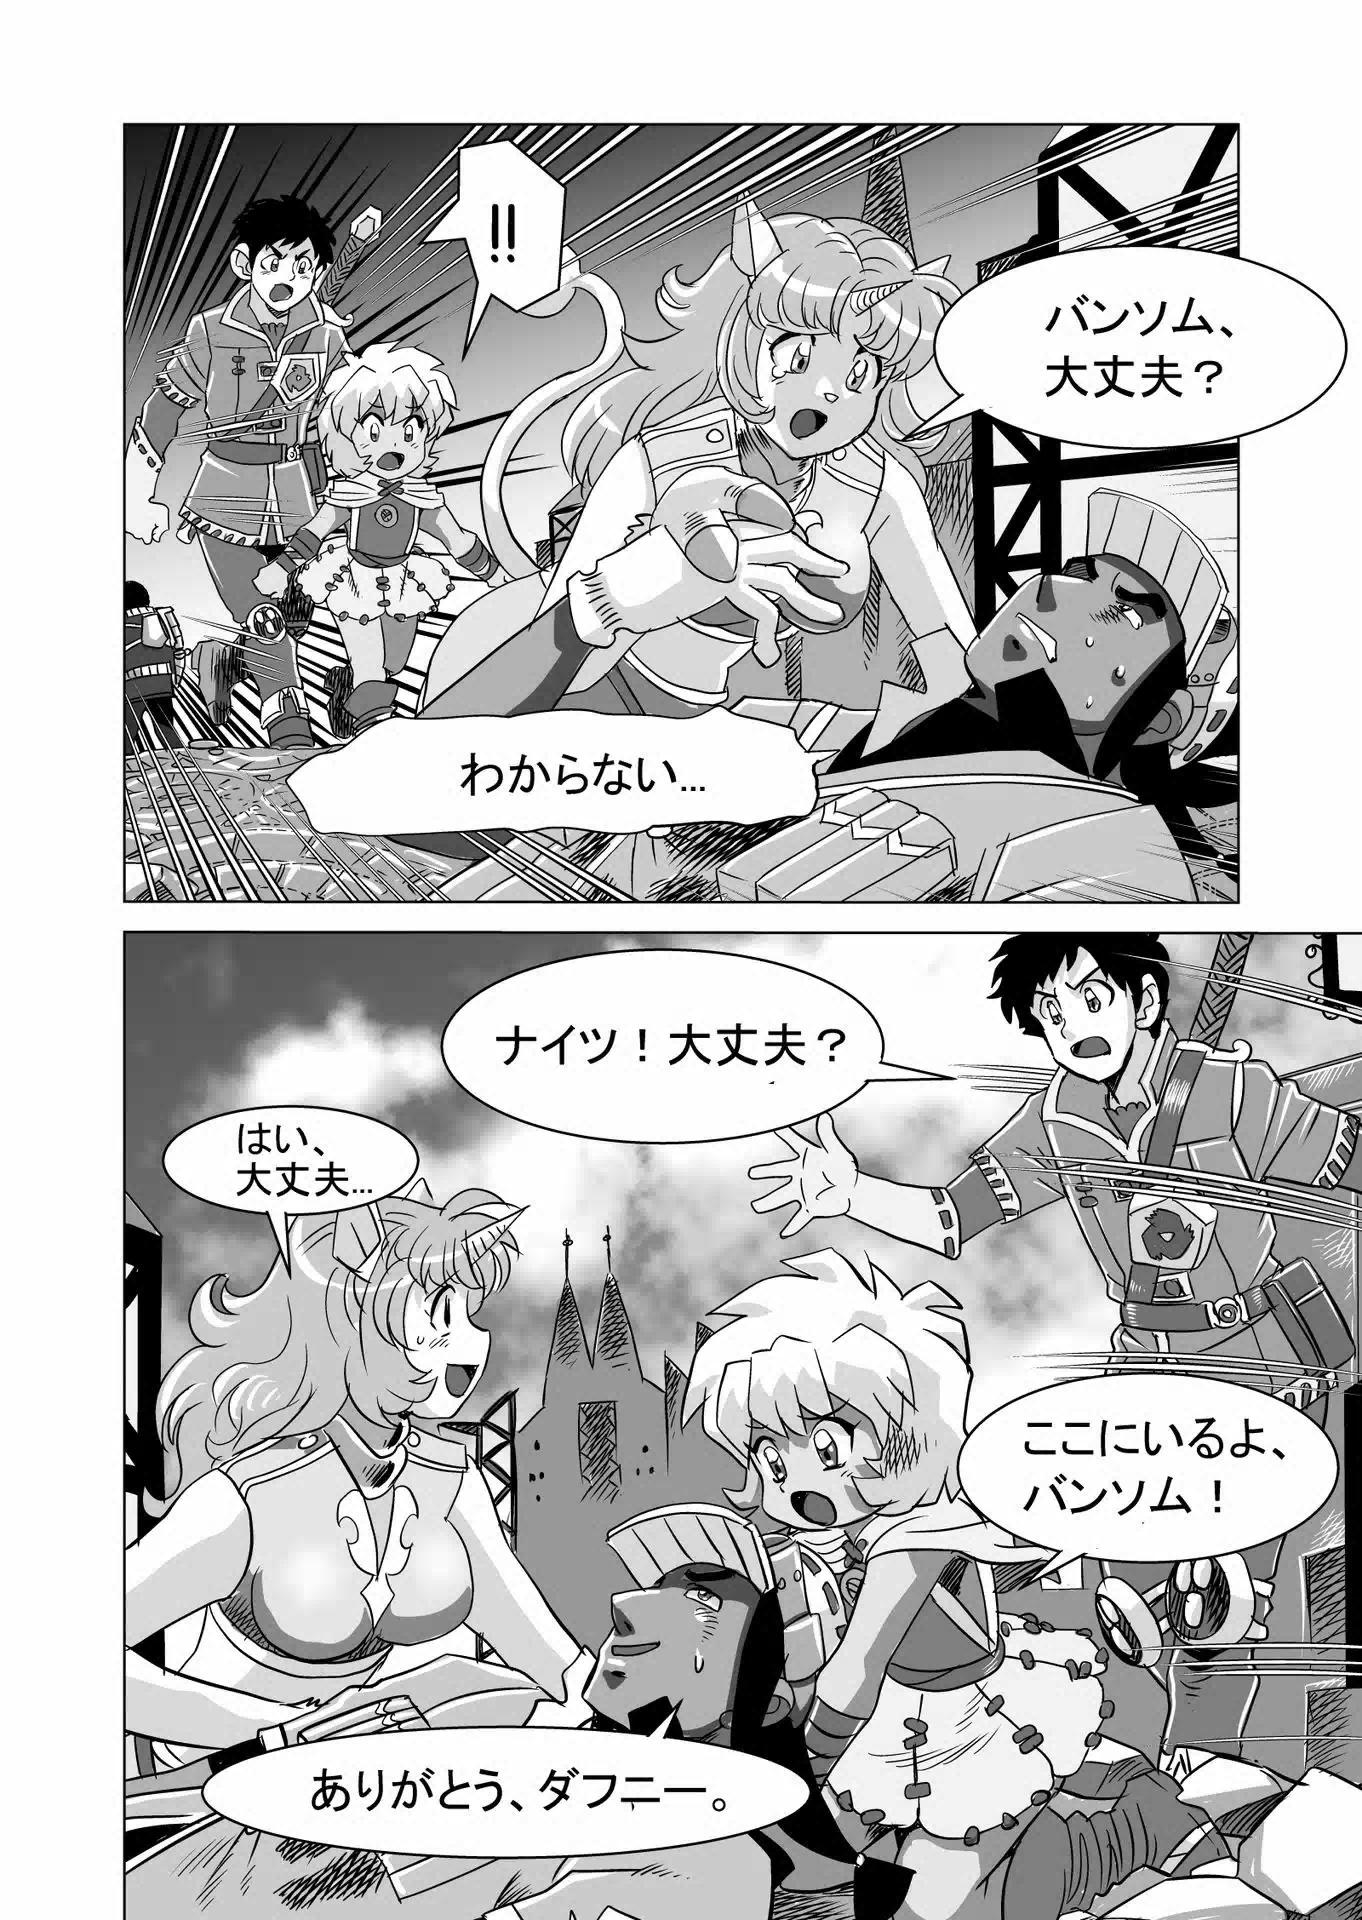 バンソム、
大丈夫？
!!
わからない…
ナイツ！大丈夫？
はい、
大丈夫…
ここにいるよ、
バンソム！
ありがとう、ダフニー。